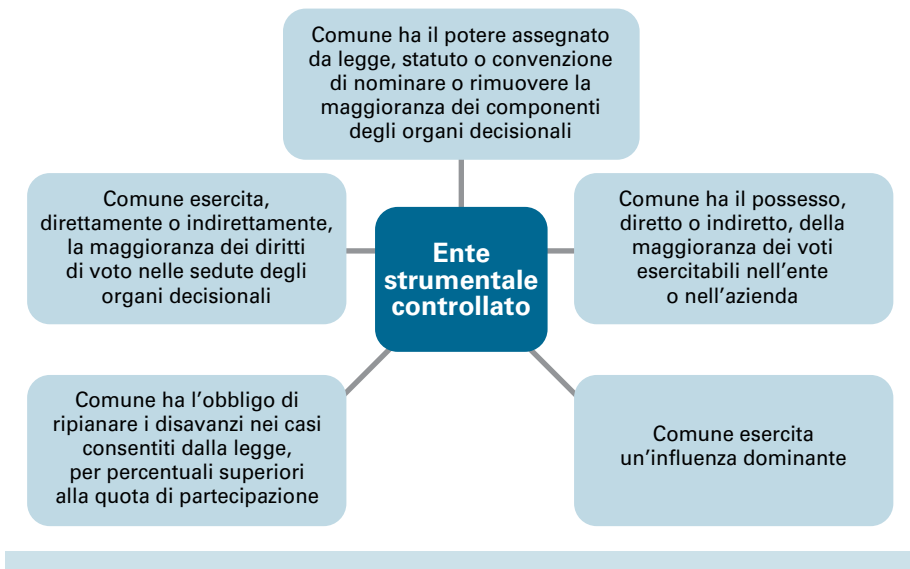 Comune ha il potere assegnato
da legge, statuto o convenzione
di nominare o rimuovere la
maggioranza dei componenti
degli organi decisionali
Comune esercita,
direttamente o indirettamente,
la maggioranza dei diritti
di voto nelle sedute degli
organi decisionali
Ente
strumentale
controllato
Comune ha il possesso,
diretto o indiretto, della
maggioranza dei voti
esercitabili nell'ente
o nell'azienda
Comune ha l'obbligo di
ripianare i disavanzi nei casi
consentiti dalla legge,
per percentuali superiori
alla quota di partecipazione
Comune esercita
un'influenza dominante